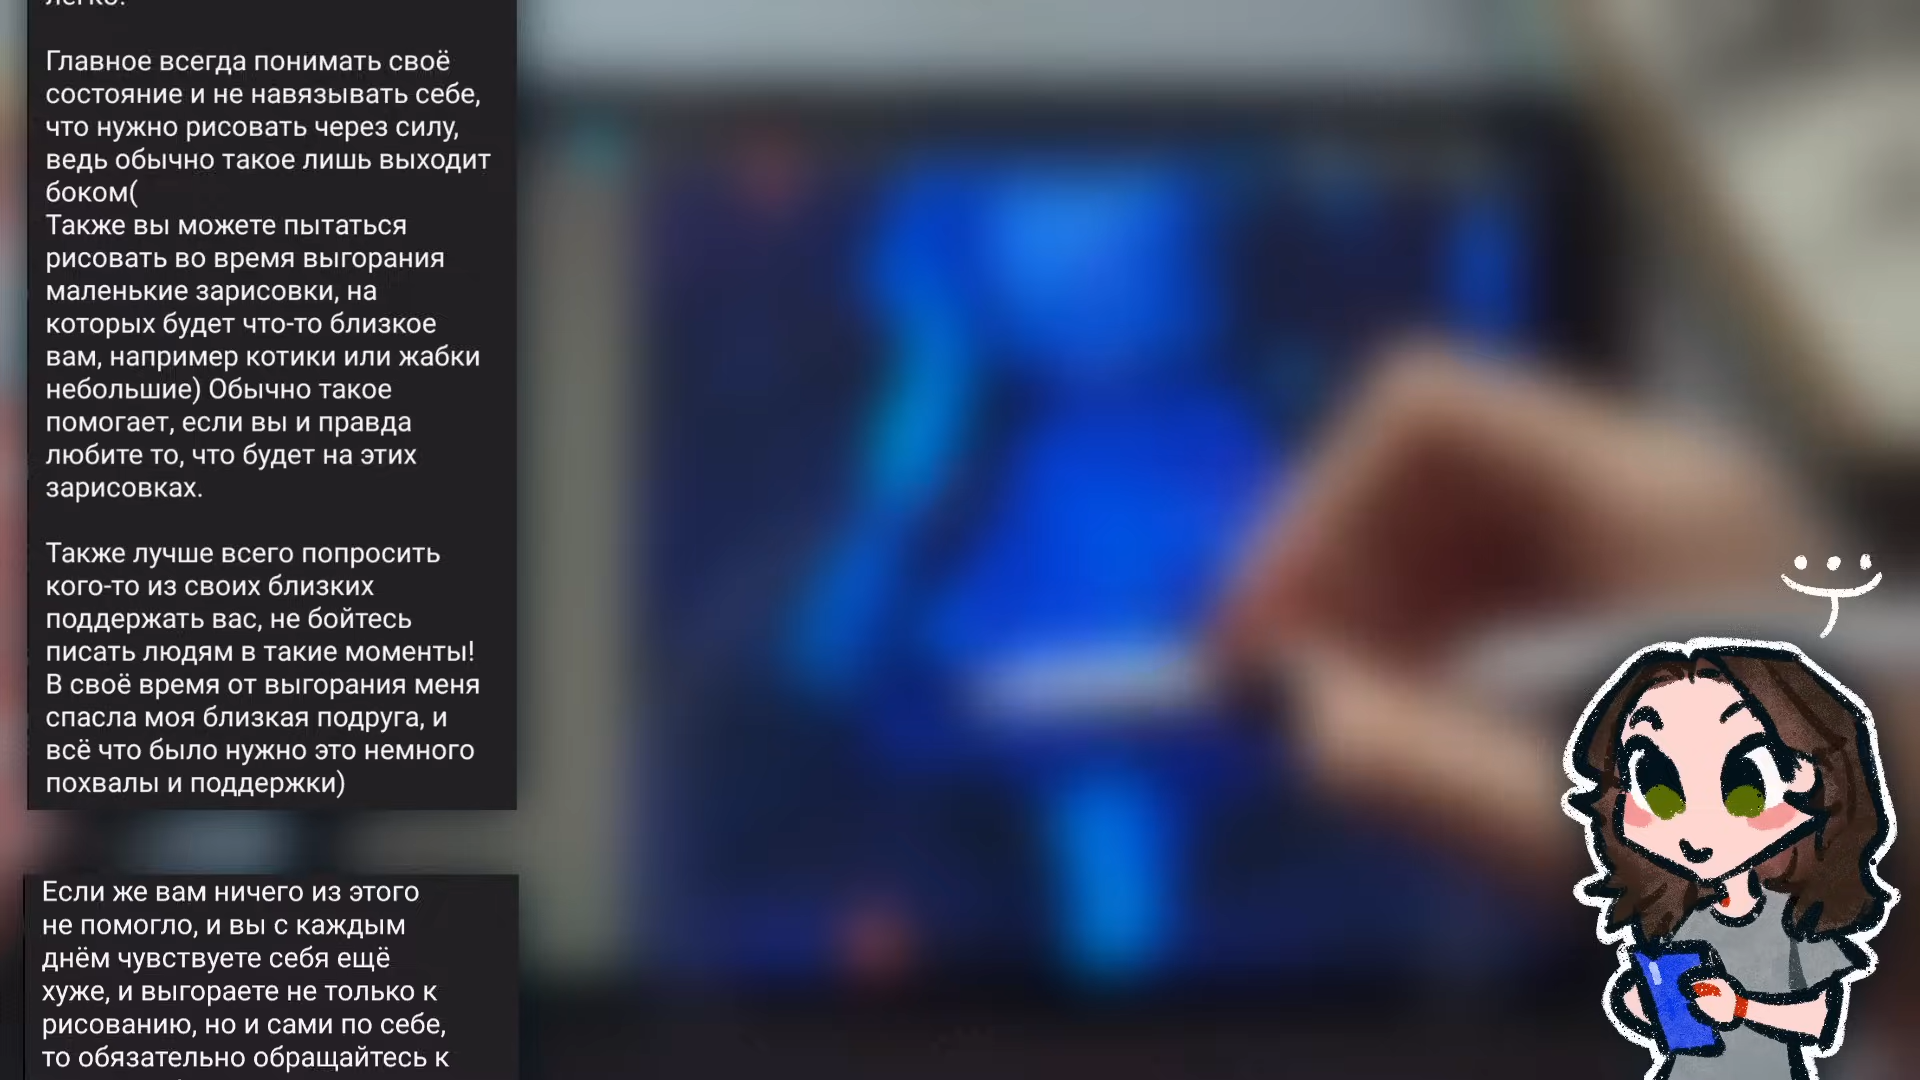 легко!
Главное всегда понимать своё
состояние и не навязывать себе,
что нужно рисовать через силу,
ведь обычно такое лишь выходит
боком(
Также вы можете пытаться
рисовать во время выгорания
маленькие зарисовки, на
которых будет что-то близкое
вам, например котики или жабки
небольшие) Обычно такое
помогает, если вы и правда
любите то, что будет на этих
зарисовках.
Также лучше всего попросить
кого-то из своих близких
поддержать вас, не бойтесь
писать людям в такие моменты!
В своё время от выгорания меня
спасла моя близкая подруга, и
всё что было нужно это немного
похвалы и поддержки)
Если же вам ничего из этого
не помогло, и вы с каждым
днём чувствуете себя ещё
хуже, и выгораете не только к
рисованию, но и сами по себе,
то обязательно обращайтесь к